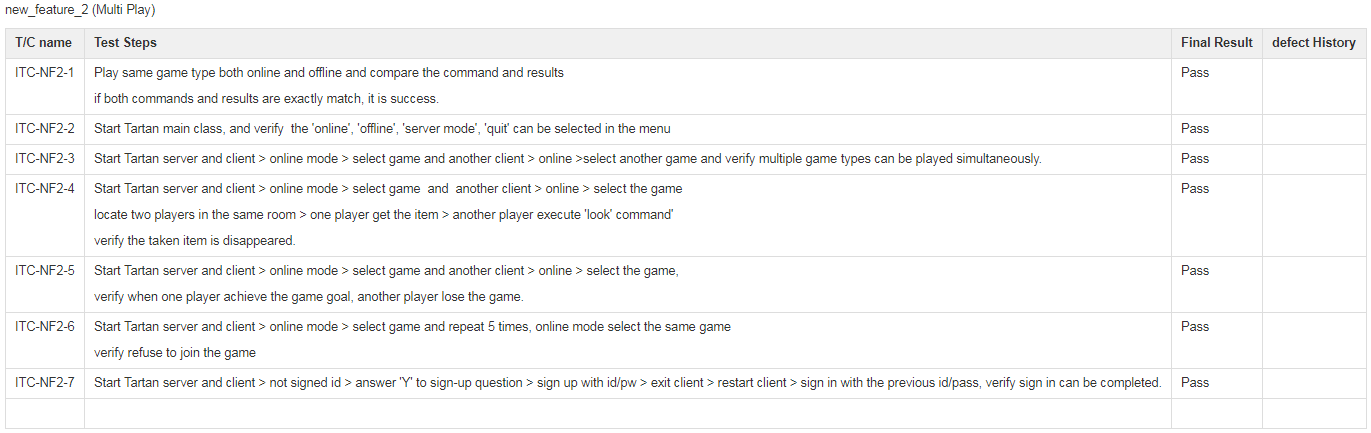 new_feature_2 (Multi Play)
T/C name Test Steps Final Result defect History
ITC-NF2-1 Play same game type both online and offline and compare the command and results Pass
if both commands and results are exactly match, it is success.
ITC-NF2-2 Start Tartan main class, and verify  the 'online', 'offline', 'server mode', 'quit' can be selected in the menu Pass
ITC-NF2-3 Start Tartan server and client > online mode > select game and another client > online >select another game and verify multiple game types can be played simultaneously. Pass
ITC-NF2-4 Start Tartan server and client > online mode > select game  and  another client > online > select the game Pass
locate two players in the same room > one player get the item > another player execute 'look' command'
verify the taken item is disappeared.
ITC-NF2-5 Start Tartan server and client > online mode > select game and another client > online > select the game, Pass
verify when one player achieve the game goal, another player lose the game.
ITC-NF2-6 Start Tartan server and client > online mode > select game and repeat 5 times, online mode select the same game Pass
verify refuse to join the game
ITC-NF2-7 Start Tartan server and client > not signed id > answer 'Y' to sign-up question > sign up with id/pw > exit client > restart client > sign in with the previous id/pass, verify sign in can be completed. Pass